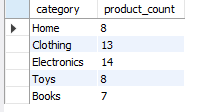 category product_count
Home 8
Clothing 13
Electronics 14
Toys 8
Books 7